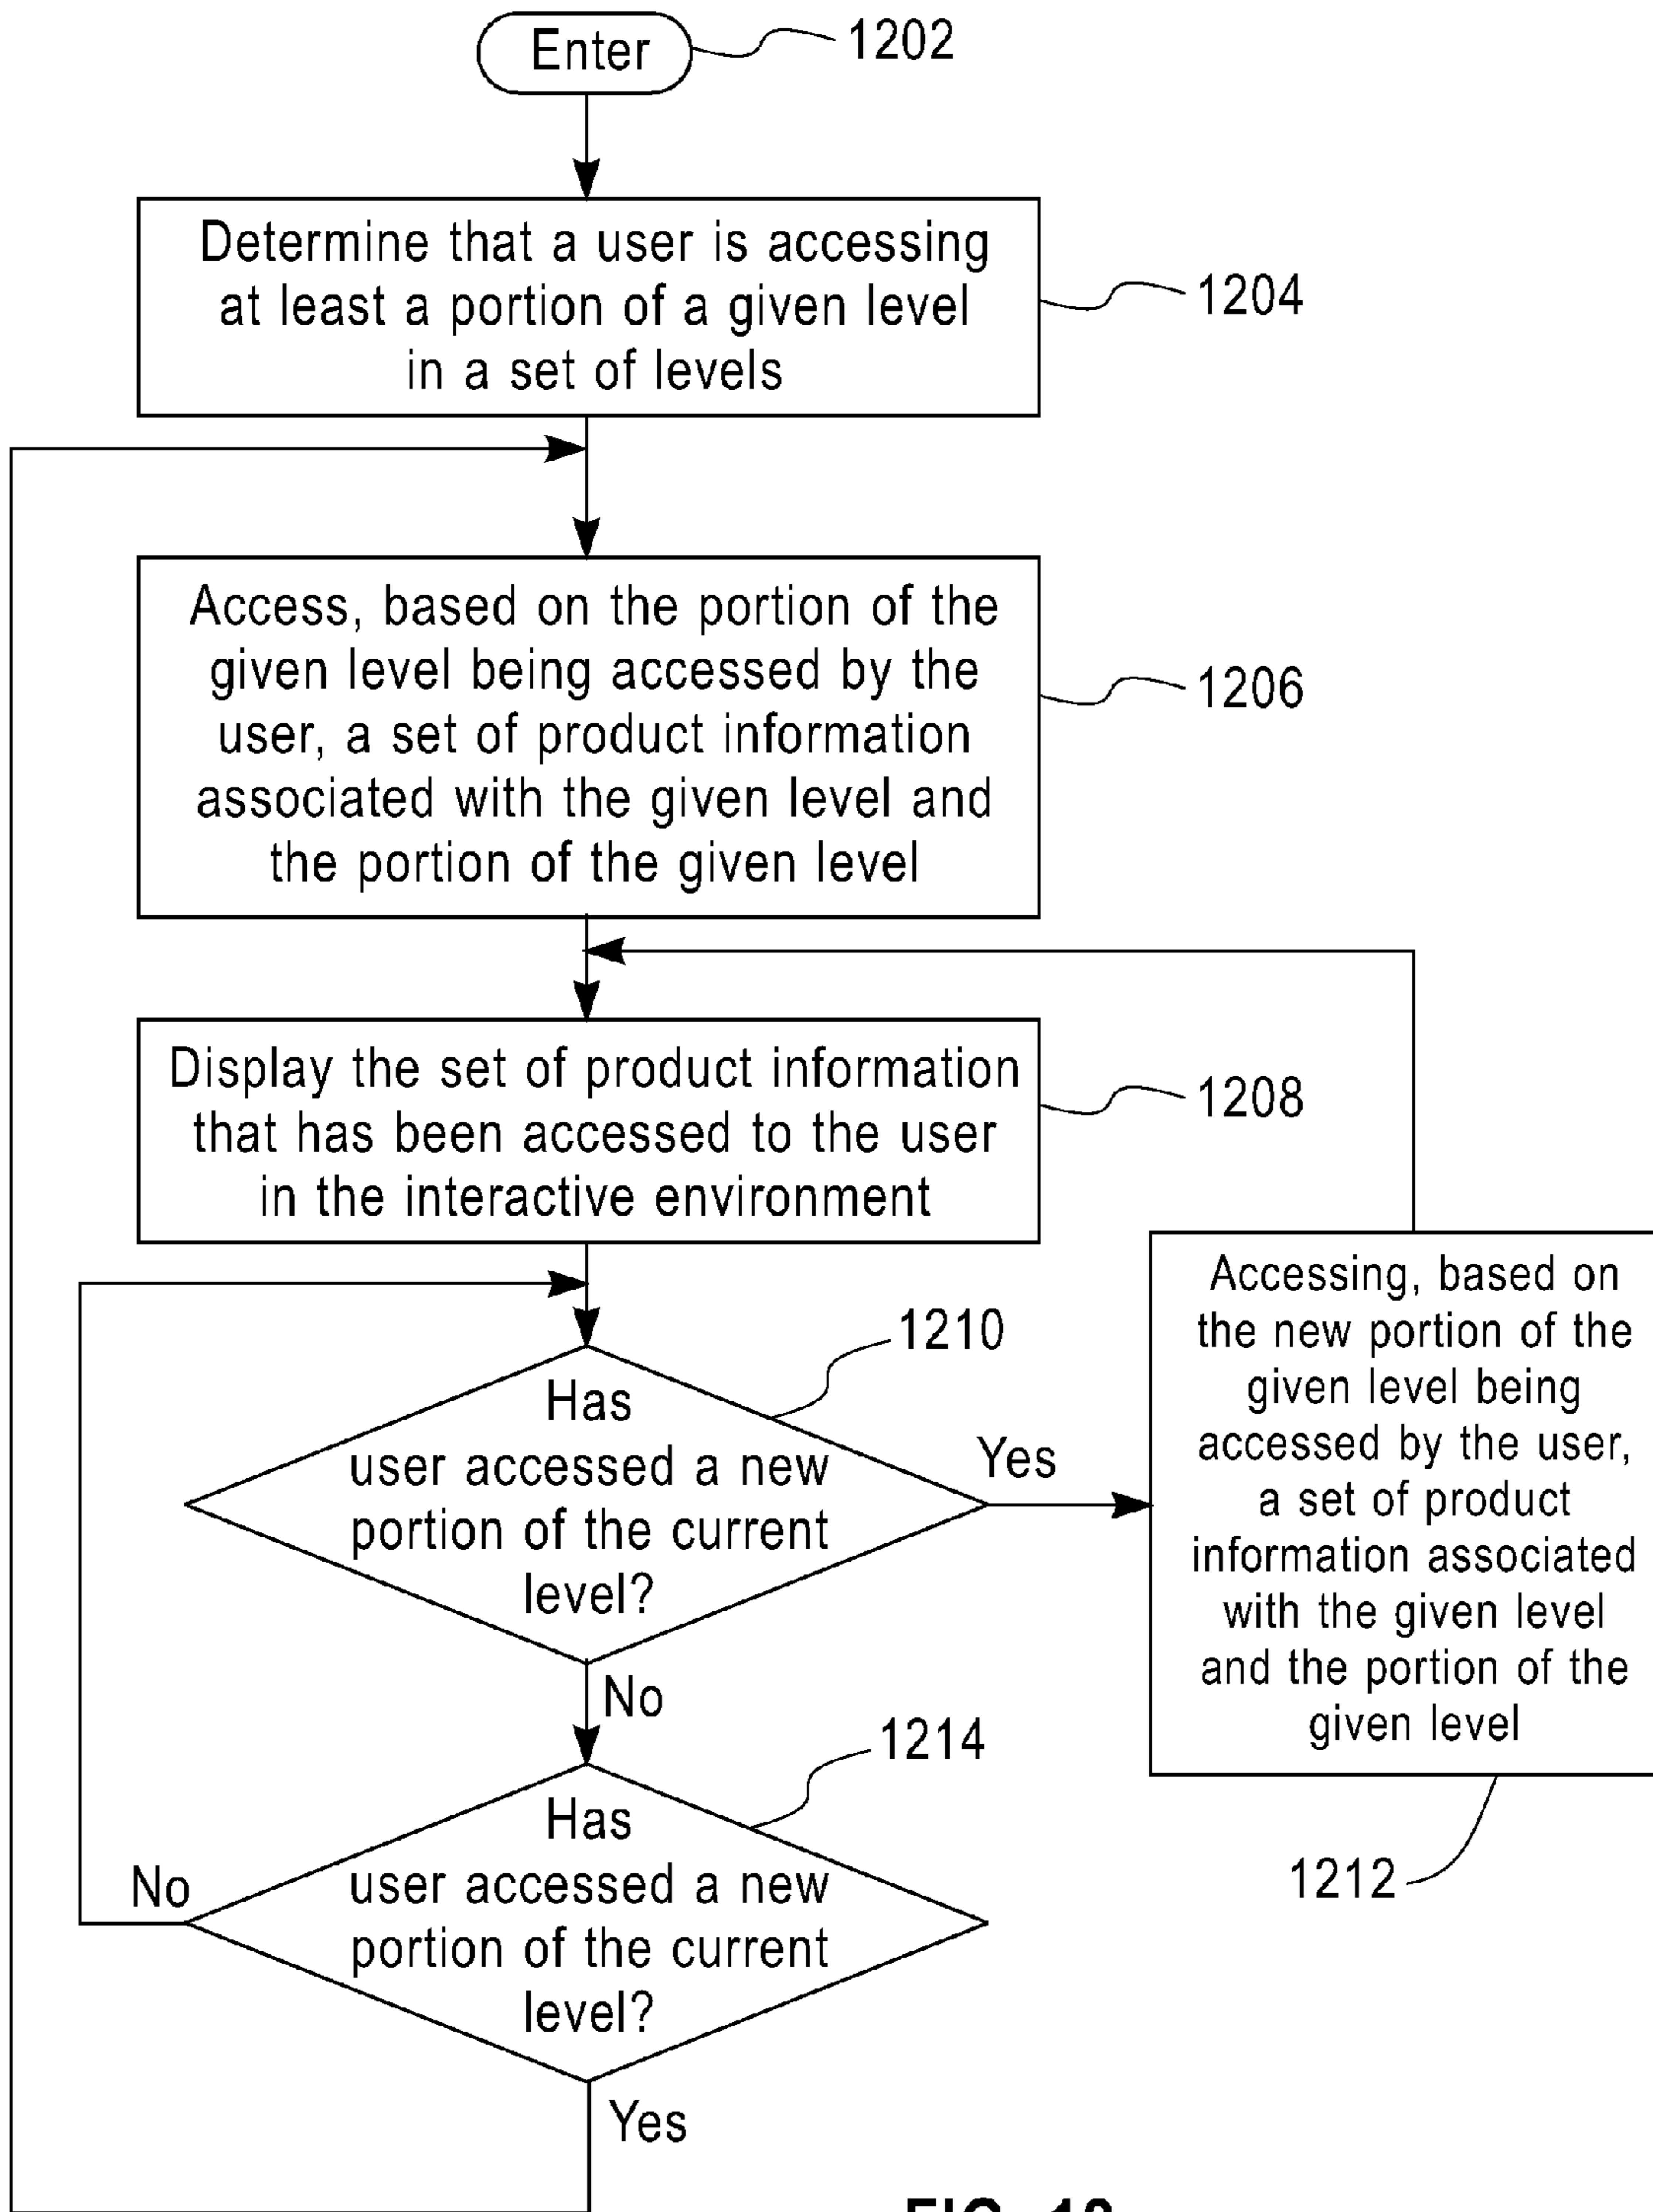 Enter
1202
Determine that a user is accessing
at least a portion of a given level
in a set of levels
1204
Access, based on the portion of the
given level being accessed by the
user, a set of product information
associated with the given level and
the portion of the given level
1206
Display the set of product information
that has been accessed to the user
in the interactive environment
1208
Has
user accessed a new
portion of the current
level?
1210
Yes
No
Accessing, based on
the new portion of the
given level being
accessed by the user,
a set of product
information associated
with the given level
and the portion of the
given level
1212
Has
user accessed a new
portion of the current
level?
1214
No
Yes
FIG.